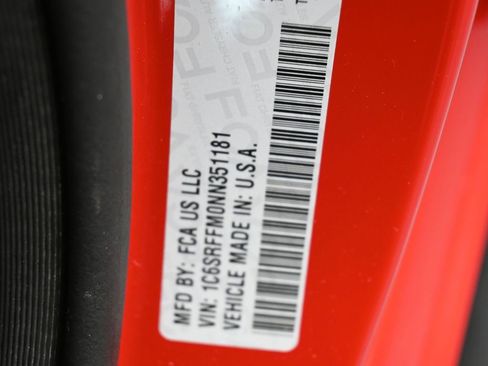 MFD BY: FCA US LLC
VIN: 1C6SRFFM0NN351181
VEHICLE MADE IN: U.S.A.